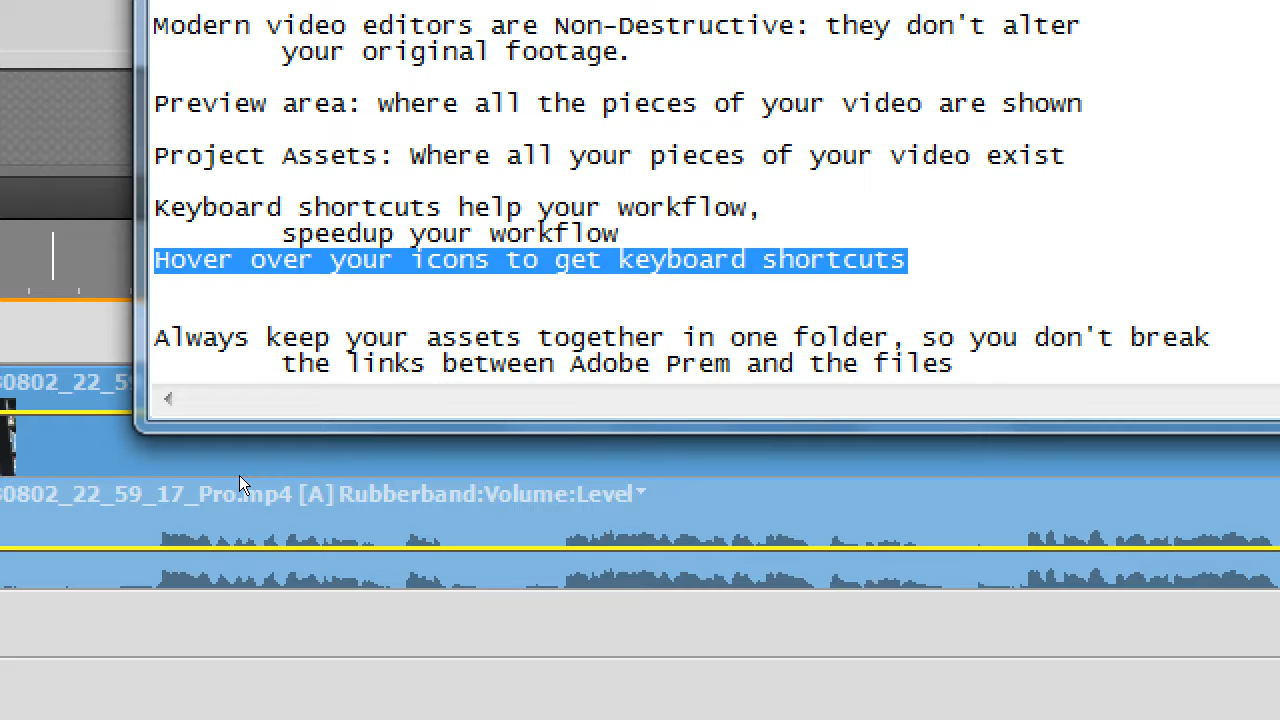 Modern video editors are Non-Destructive: they don't alter
your original footage.
Preview area: where all the pieces of your video are shown
Project Assets: Where all your pieces of your video exist
Keyboard shortcuts help your workflow,
speedup your workflow
Hover over your icons to get keyboard shortcuts
Always keep your assets together in one folder, so you don't break
the links between Adobe Prem and the files
0802_22_59
0802_22_59_17_Pro.mp4 [A] Rubberband:Volume:Level